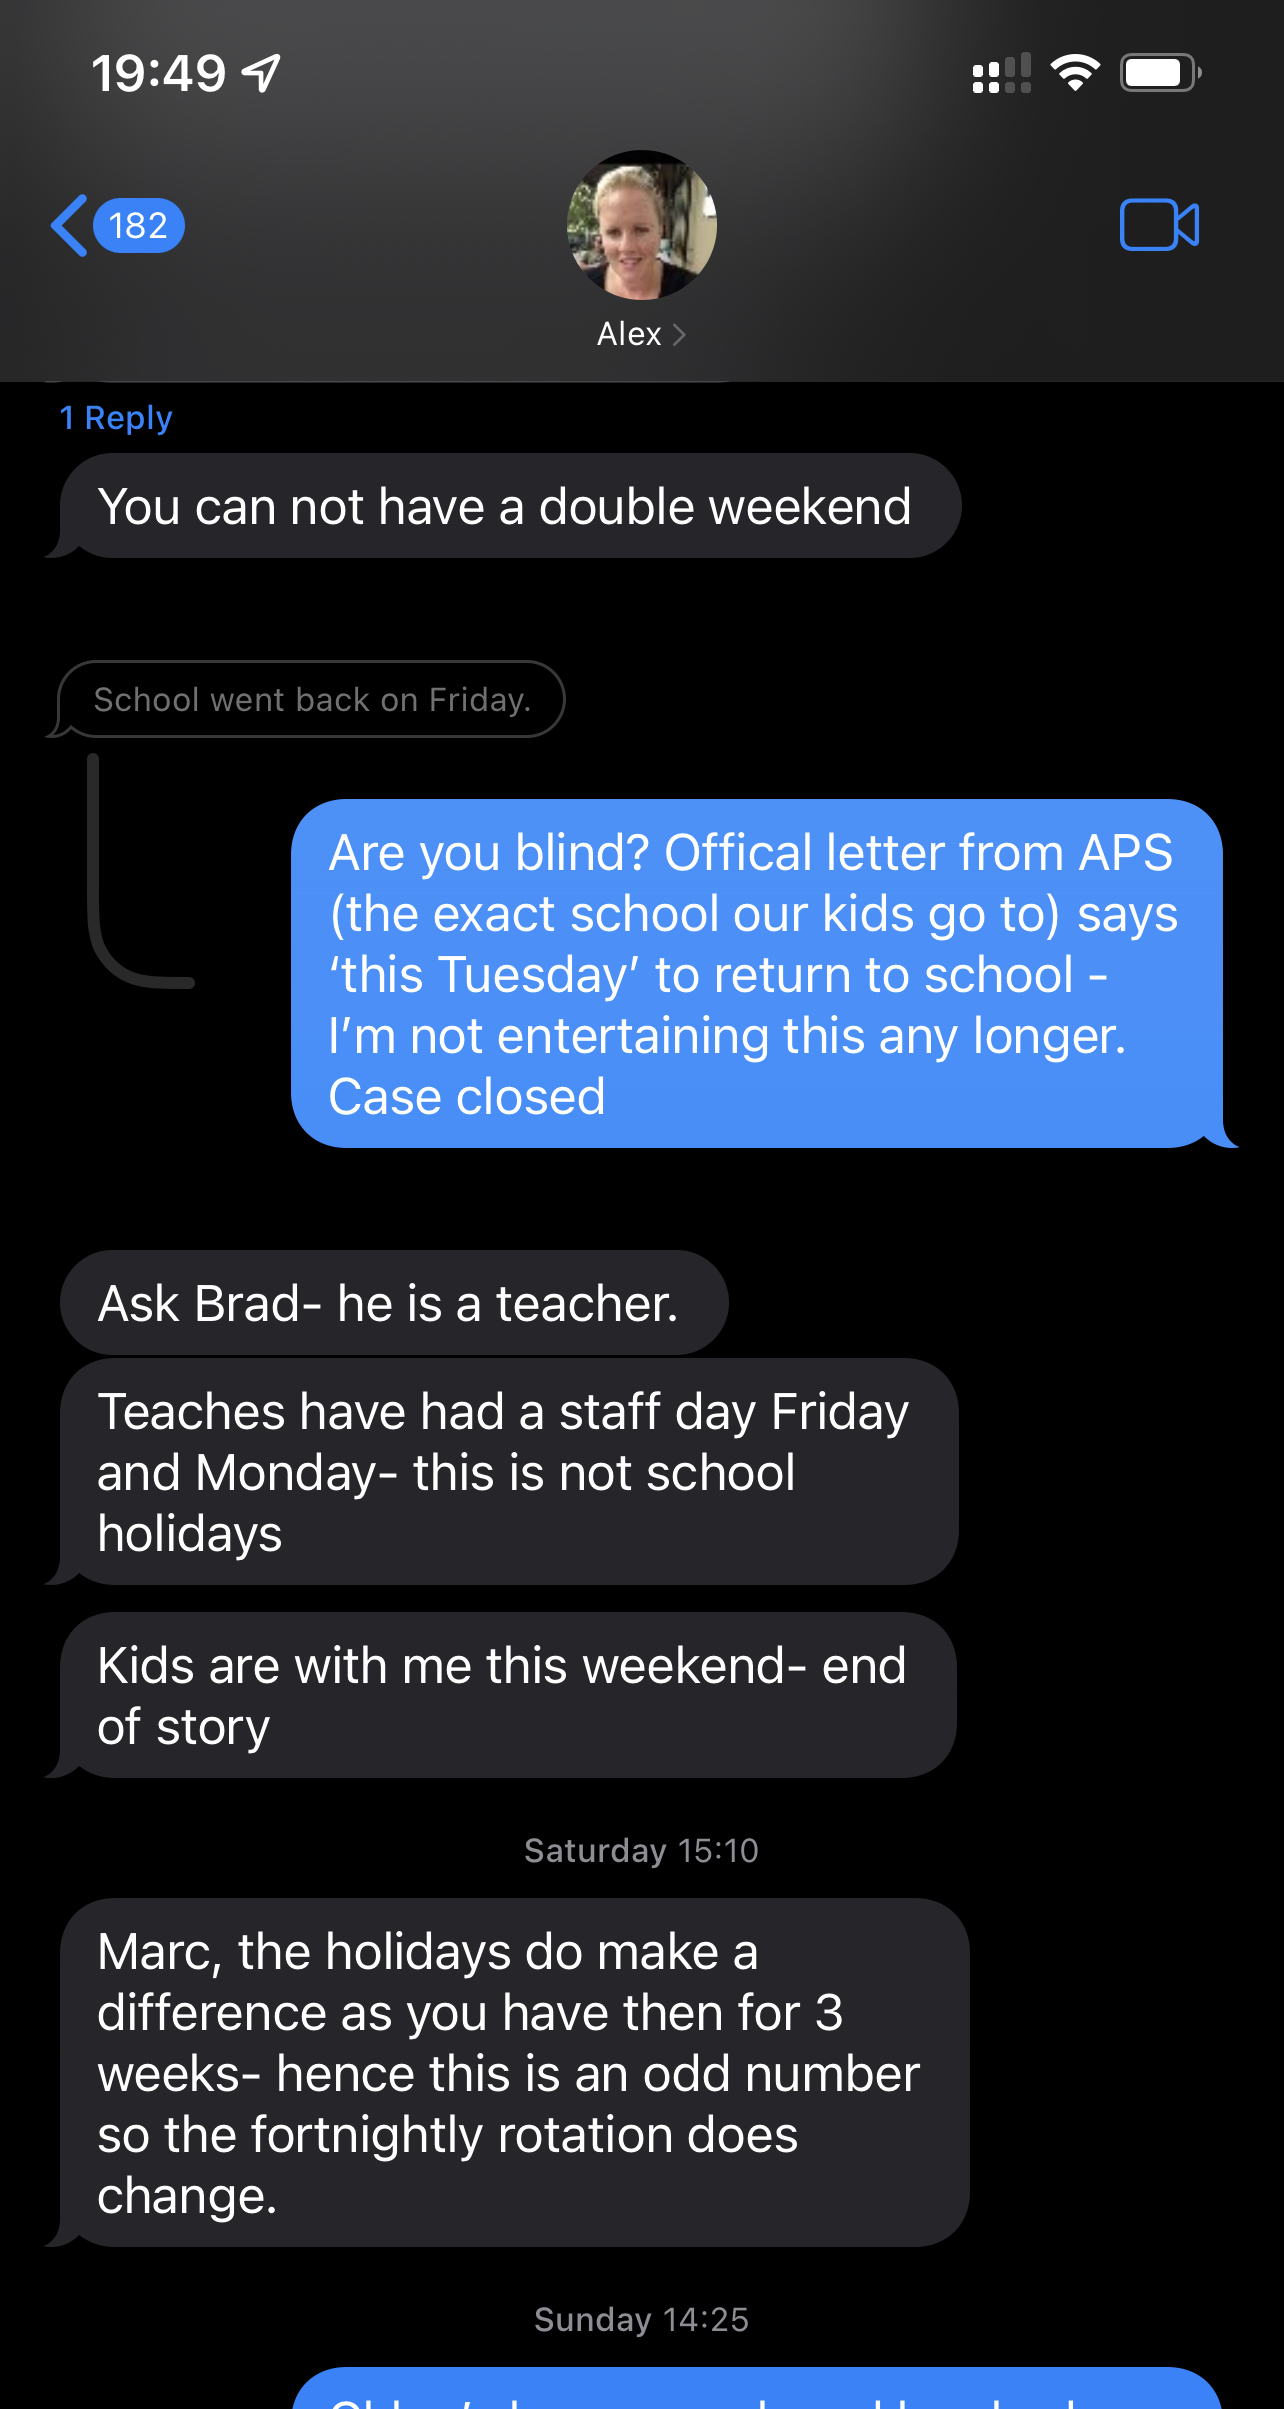 19:49
182
Alex
1 Reply
You can not have a double weekend
School went back on Friday.
Are you blind? Offical letter from APS
(the exact school our kids go to) says
‘this Tuesday’ to return to school -
I’m not entertaining this any longer.
Case closed
Ask Brad- he is a teacher.
Teaches have had a staff day Friday
and Monday- this is not school
holidays
Kids are with me this weekend- end
of story
Saturday 15:10
Marc, the holidays do make a
difference as you have then for 3
weeks- hence this is an odd number
so the fortnightly rotation does
change.
Sunday 14:25